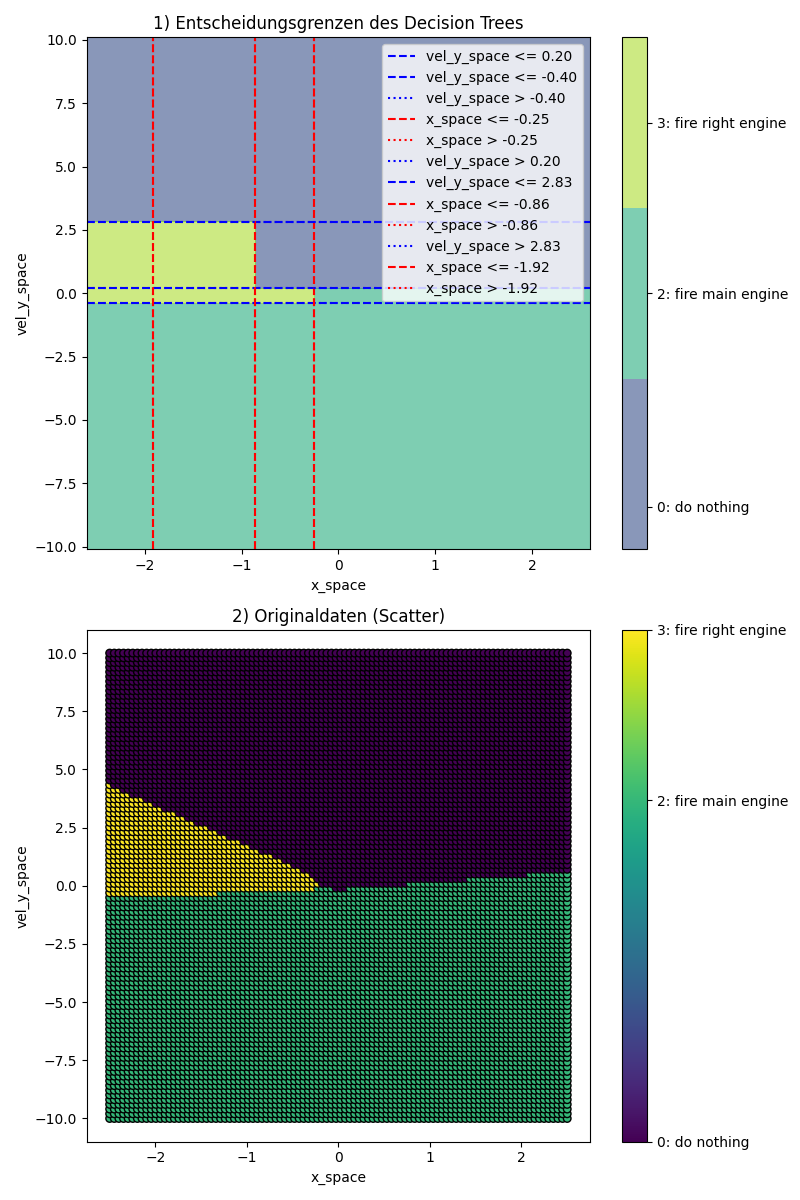 1) Entscheidungsgrenzen des Decision Trees
10.0
7.5
5.0
2.5
0.0
−2.5
−5.0
−7.5
−10.0
vel_y_space
vel_y_space <= 0.20
vel_y_space <= -0.40
vel_y_space > -0.40
x_space <= -0.25
x_space > -0.25
vel_y_space > 0.20
vel_y_space <= 2.83
x_space <= -0.86
x_space > -0.86
vel_y_space > 2.83
x_space <= -1.92
x_space > -1.92
−2 −1 0 1 2
x_space
3: fire right engine
2: fire main engine
0: do nothing
2) Originaldaten (Scatter)
10.0
7.5
5.0
2.5
0.0
−2.5
−5.0
−7.5
−10.0
vel_y_space
−2 −1 0 1 2
x_space
3: fire right engine
2: fire main engine
0: do nothing